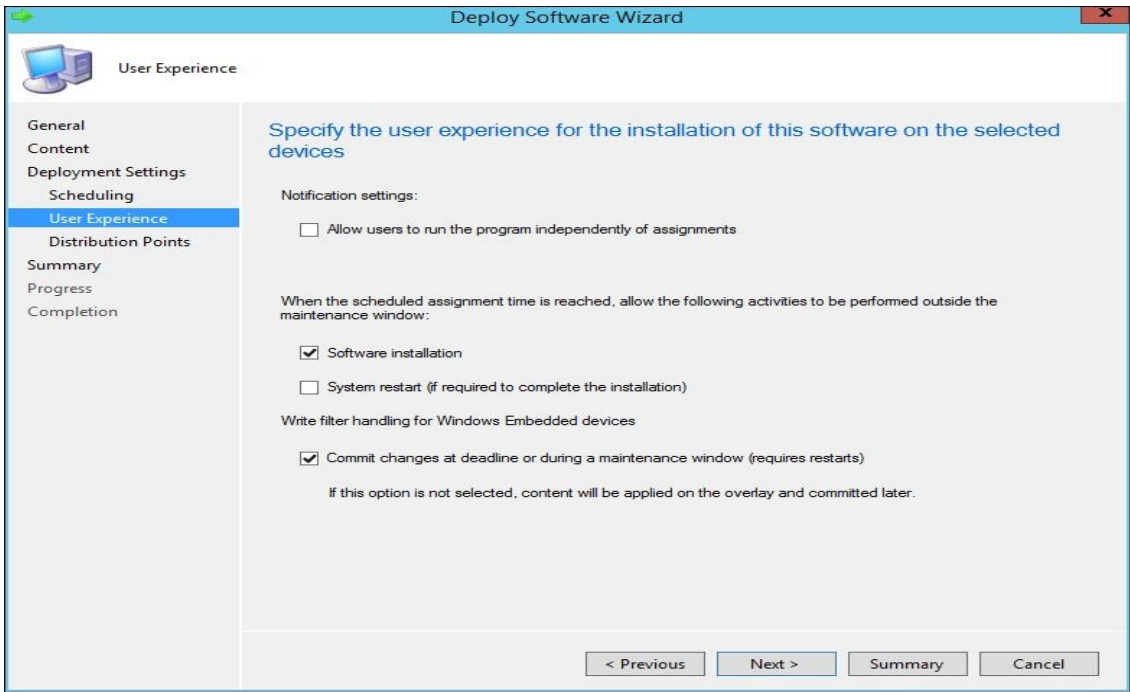 Deploy Software Wizard
x
User Experience
General
Content
Deployment Settings
Scheduling
User Experience
Distribution Points
Summary
Progress
Completion
Specify the user experience for the installation of this software on the selected
devices
Notification settings:
Allow users to run the program independently of assignments
When the scheduled assignment time is reached, allow the following activities to be performed outside the
maintenance window:
Software installation
System restart (if required to complete the installation)
Write filter handling for Windows Embedded devices
Commit changes at deadline or during a maintenance window (requires restarts)
If this option is not selected, content will be applied on the overlay and committed later.
< Previous
Next >
Summary
Cancel